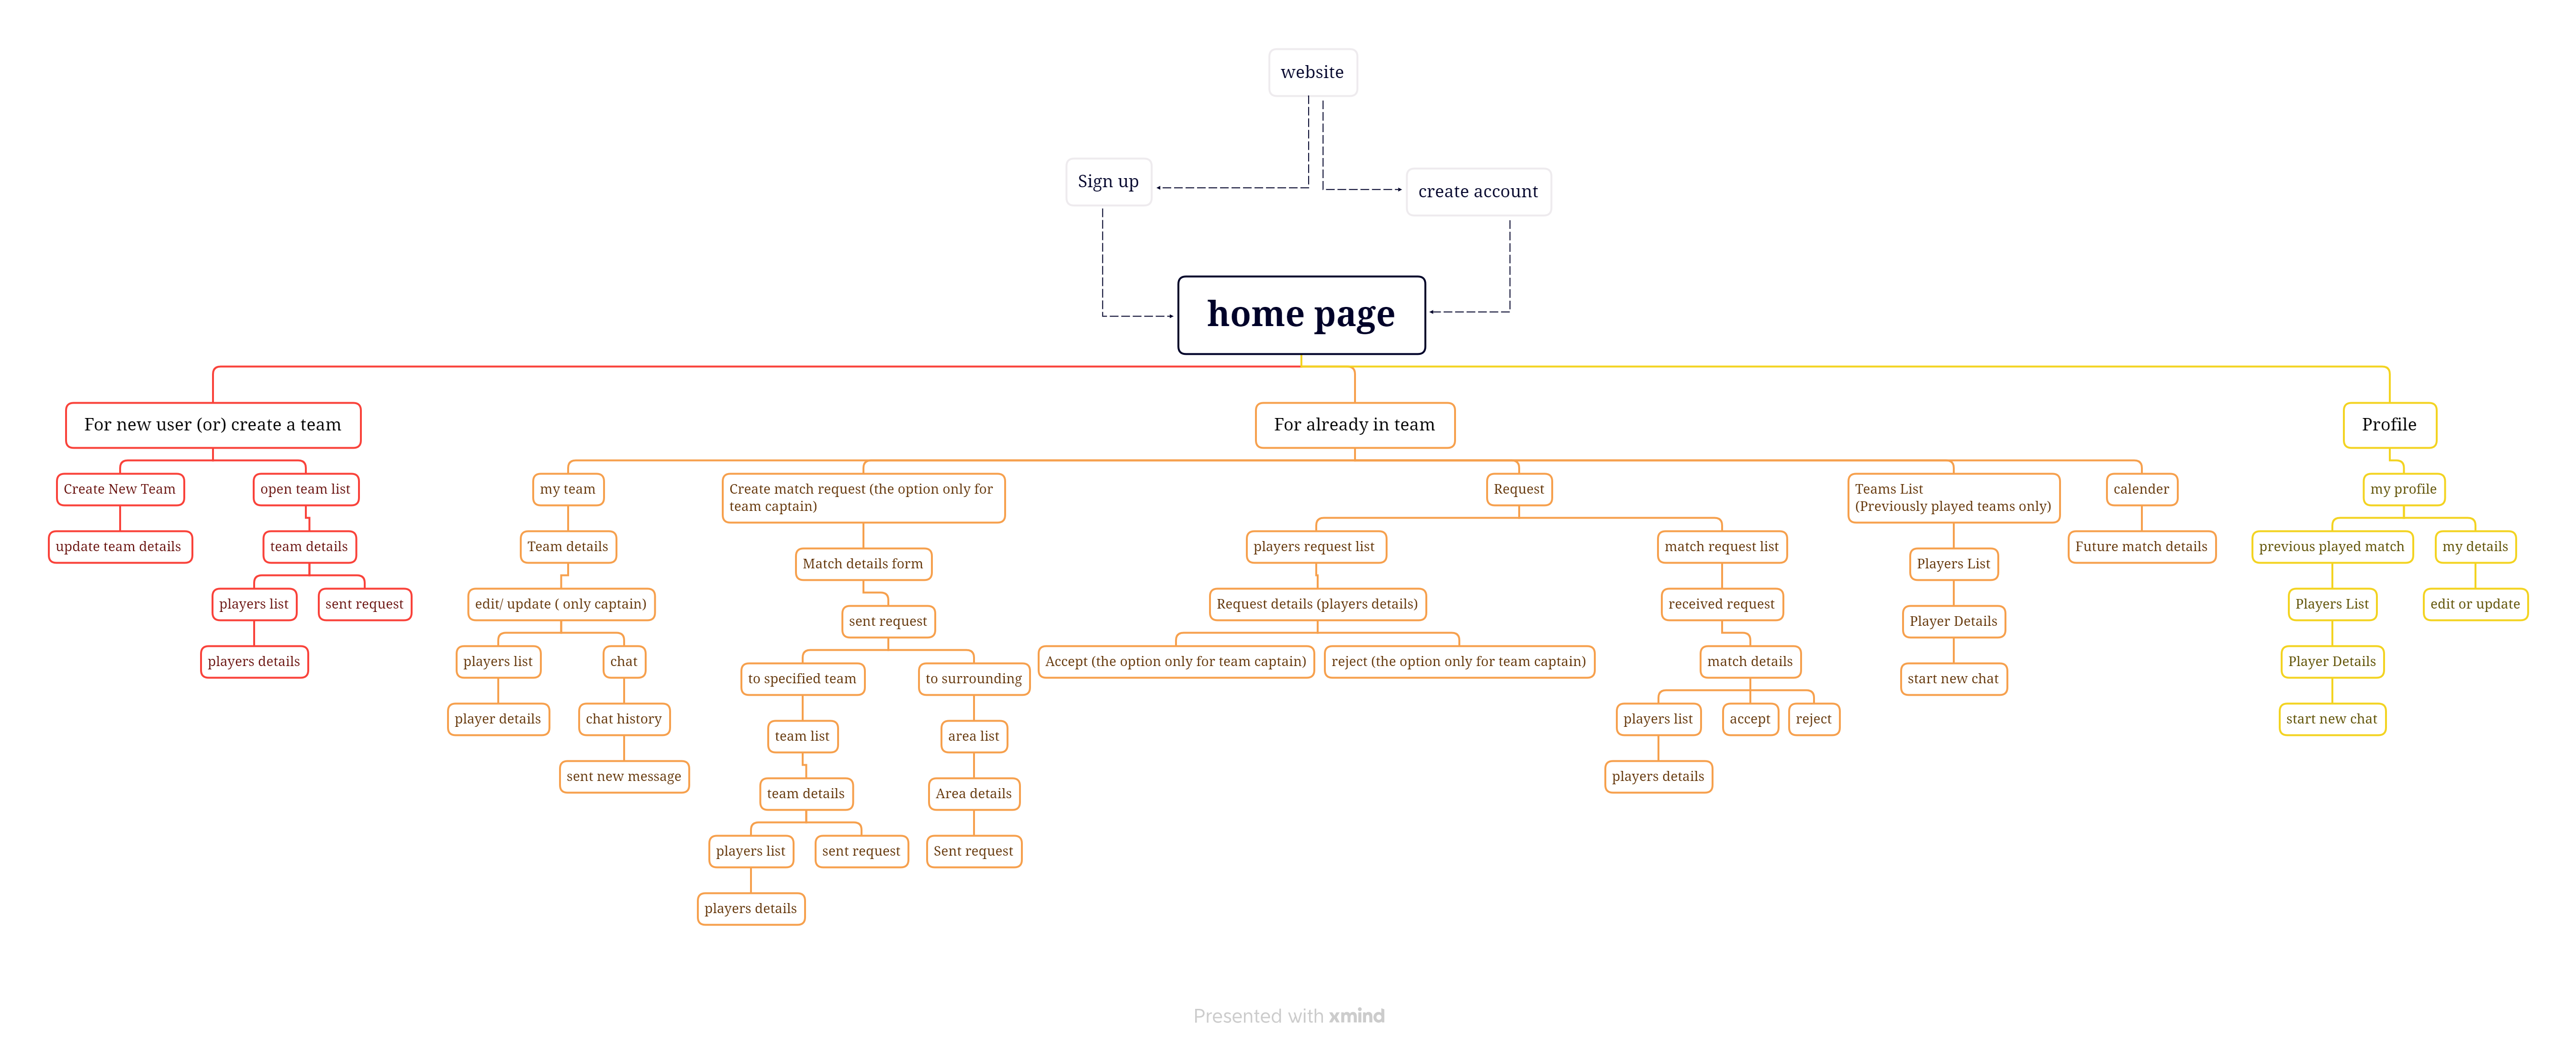 website
Sign up
create account
home page
For new user (or) create a team
For already in team
Profile
Create New Team
open team list
my team
Create match request (the option only for
team captain)
Request
Teams List
(Previously played teams only)
calender
my profile
update team details
team details
Team details
Match details form
players request list
match request list
Players List
Future match details
previous played match
my details
players list
sent request
edit/ update ( only captain)
sent request
Request details (players details)
received request
Player Details
Players List
edit or update
players details
players list
chat
to specified team
to surrounding
Accept (the option only for team captain)
reject (the option only for team captain)
match details
start new chat
Player Details
player details
chat history
team list
area list
players list
accept
reject
start new chat
sent new message
team details
Area details
players details
players list
sent request
Sent request
players details
Presented with xmind